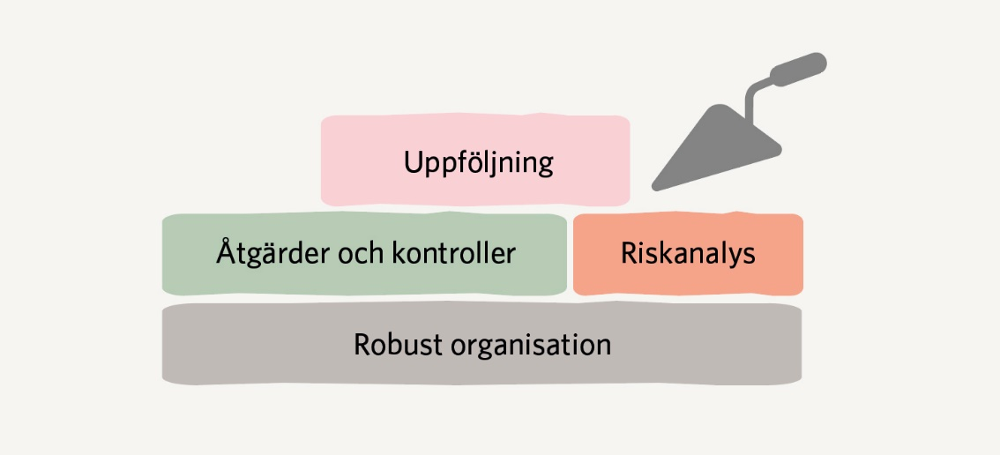 Uppföljning
Åtgärder och kontroller
Riskanalys
Robust organisation